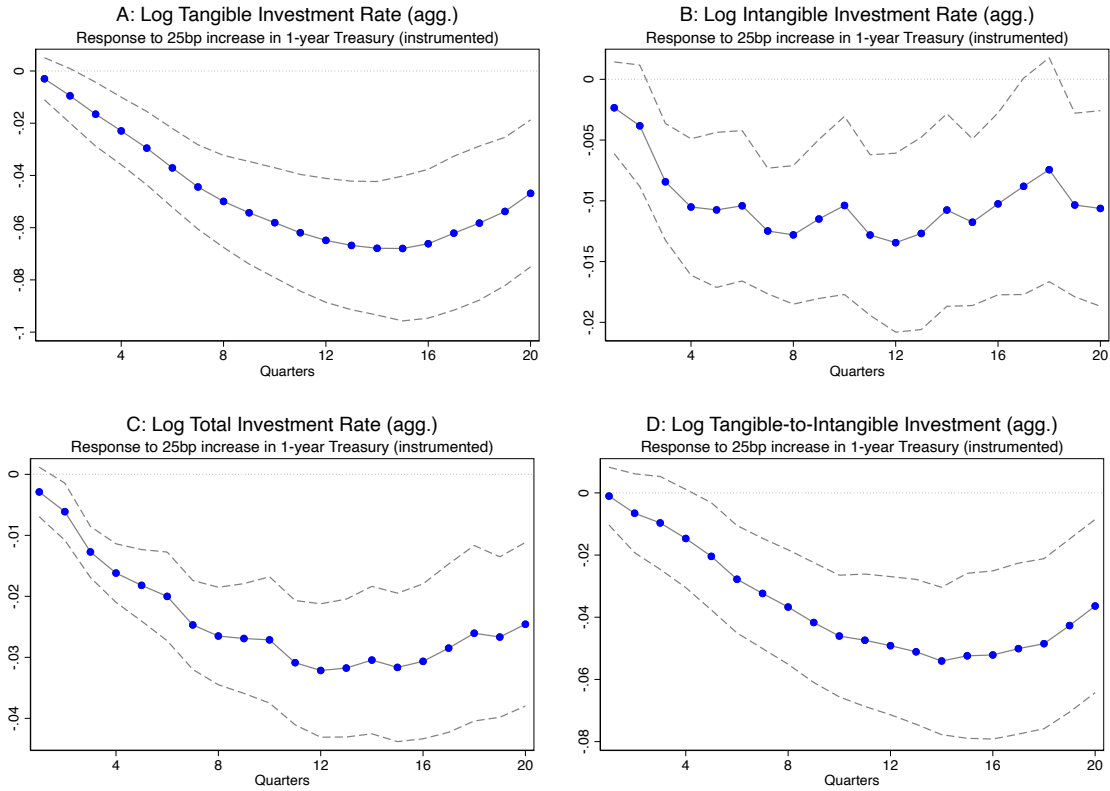 A: Log Tangible Investment Rate (agg.)
Response to 25bp increase in 1-year Treasury (instrumented)
0
-.02
-.04
-.06
-.08
-.1
4 8 12 16 20
Quarters
B: Log Intangible Investment Rate (agg.)
Response to 25bp increase in 1-year Treasury (instrumented)
0
-.005
-.01
-.015
-.02
4 8 12 16 20
Quarters
C: Log Total Investment Rate (agg.)
Response to 25bp increase in 1-year Treasury (instrumented)
0
-.01
-.02
-.03
-.04
4 8 12 16 20
Quarters
D: Log Tangible-to-Intangible Investment (agg.)
Response to 25bp increase in 1-year Treasury (instrumented)
0
-.02
-.04
-.06
-.08
4 8 12 16 20
Quarters